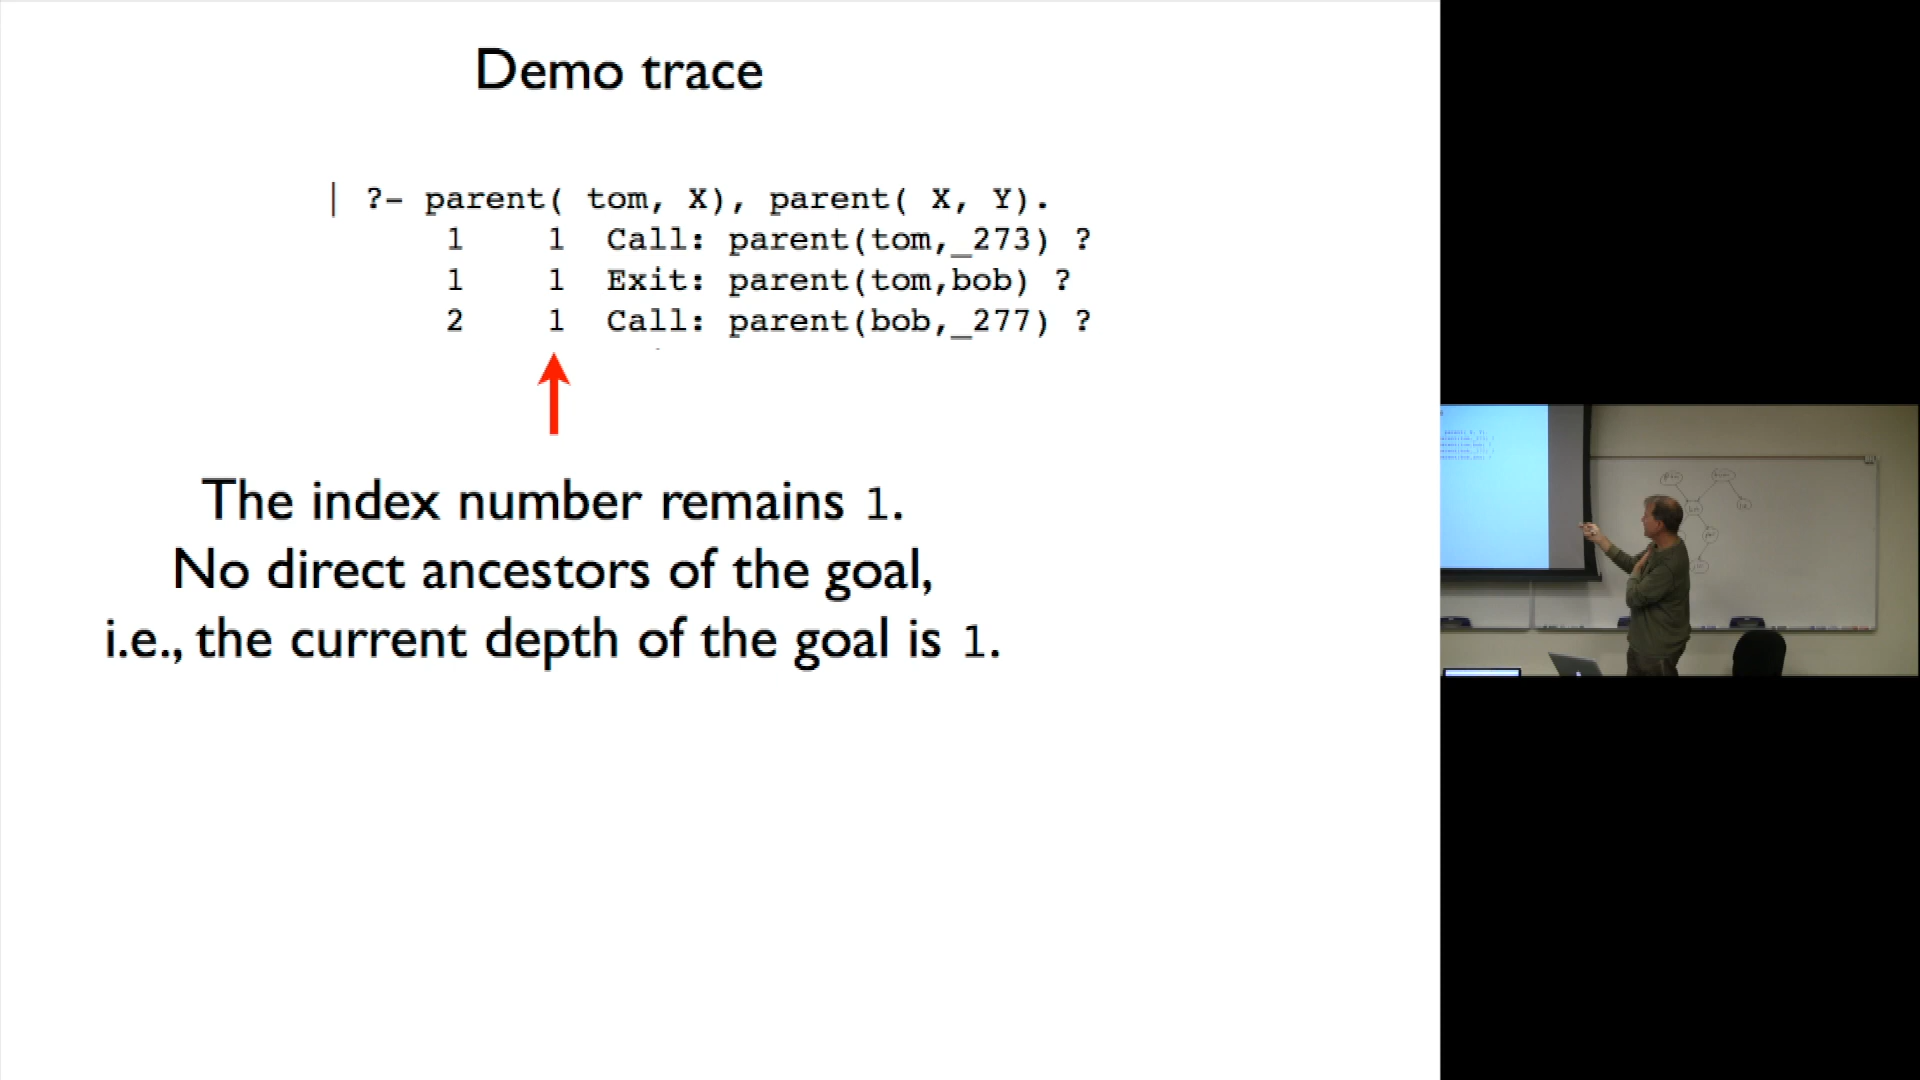 Demo trace
| ?- parent( tom, X), parent( X, Y).
1 1 Call: parent(tom,_273) ?
1 1 Exit: parent(tom,bob) ?
2 1 Call: parent(bob,_277) ?
The index number remains 1.
No direct ancestors of the goal,
i.e., the current depth of the goal is 1.